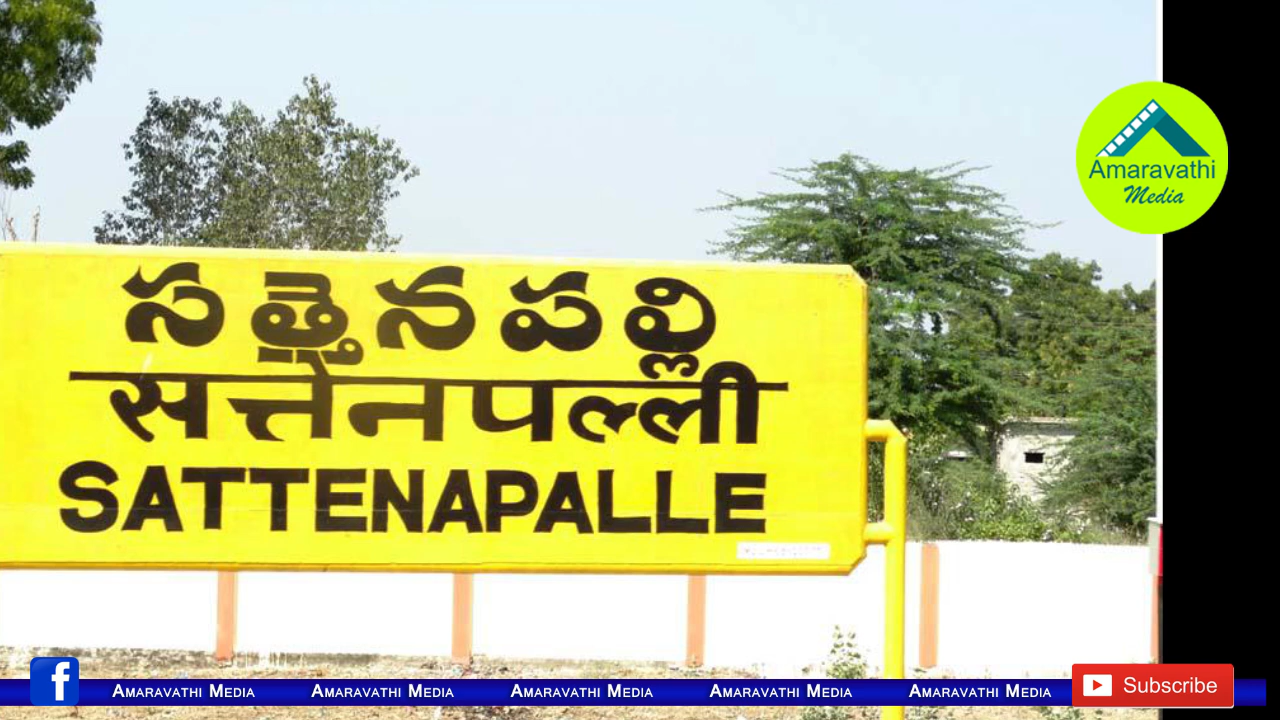 సత్తెనపల్లి
सत्तेनपल्ली
SATTENAPALLE
Amaravathi
Media
AMARAVATHI MEDIA AMARAVATHI MEDIA AMARAVATHI MEDIA AMARAVATHI MEDIA AMARAVATHI MEDIA
Subscribe